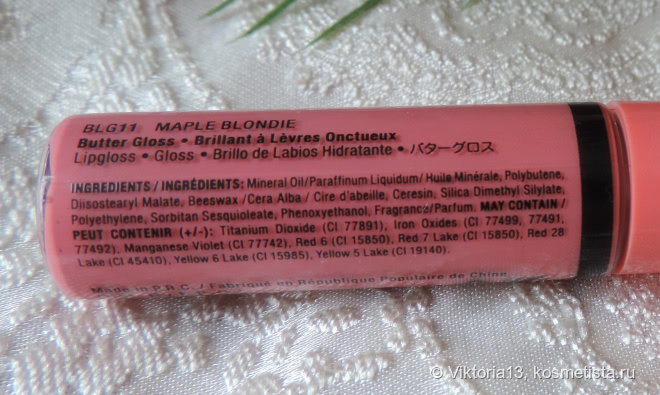 BLG11 MAPLE BLONDIE
Butter Gloss • Brillant à Lèvres Onctueux
Lipgloss • Gloss • Brillo de Labios Hidratante • バターグロス
INGREDIENTS / INGRÉDIENTS: Mineral Oil/Paraffinum Liquidum/ Huile Minérale, Polybutene,
Diisostearyl Malate, Beeswax /Cera Alba / Cire d'abeille, Ceresin, Silica Dimethyl Silylate,
Polyethylene, Sorbitan Sesquioleate, Phenoxyethanol, Fragrance/Parfum. MAY CONTAIN /
PEUT CONTENIR (+/-): Titanium Dioxide (CI 77891), Iron Oxides (CI 77499, 77491,
77492), Manganese Violet (CI 77742), Red 6 (CI 15850), Red 7 Lake (CI 15850), Red 28
Lake (CI 45410), Yellow 6 Lake (CI 15985), Yellow 5 Lake (CI 19140).
Made in P.R.C. / Fabriqué en République Populaire de Chine
© Viktoria13, kosmetista.ru